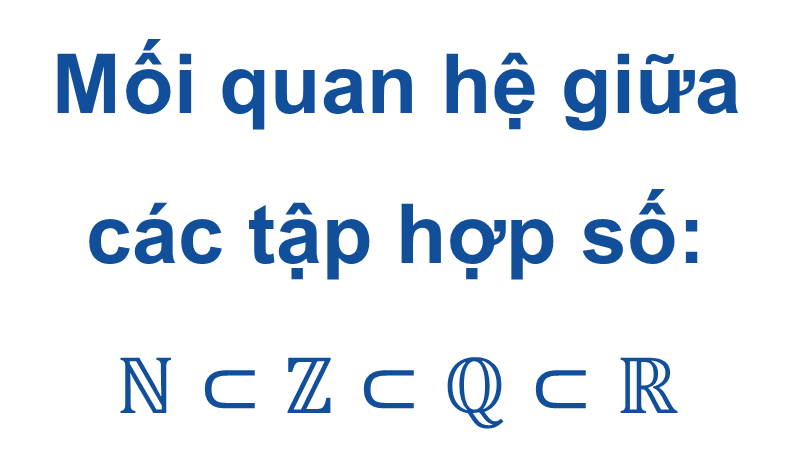 Mối quan hệ giữa
các tập hợp số:
ℕ ⊂ ℤ ⊂ ℚ ⊂ ℝ